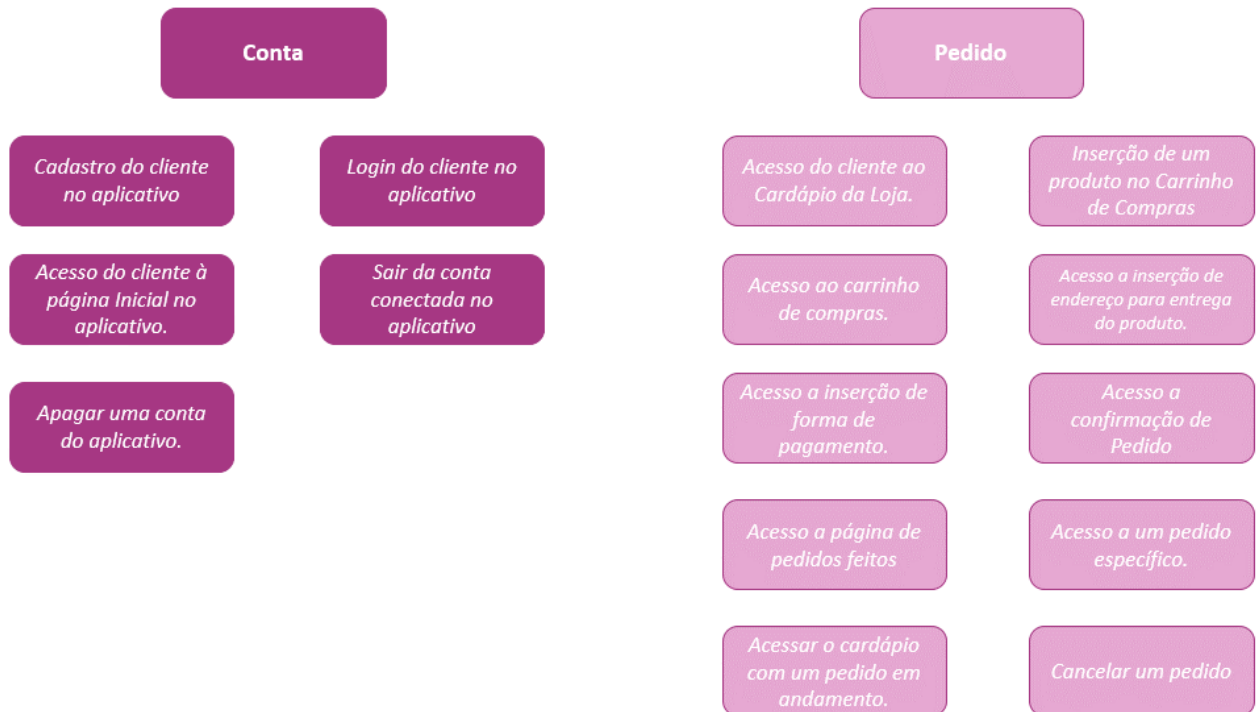 Conta
Pedido
Cadastro do cliente
no aplicativo
Login do cliente no
aplicativo
Acesso do cliente à
página Inicial no
aplicativo.
Sair da conta
conectada no
aplicativo
Apagar uma conta
do aplicativo.
Acesso do cliente ao
Cardápio da Loja.
Inserção de um
produto no Carrinho
de Compras
Acesso ao carrinho
de compras.
Acesso a inserção de
endereço para entrega
do produto.
Acesso a inserção de
forma de
pagamento.
Acesso a
confirmação de
Pedido
Acesso a página de
pedidos feitos
Acesso a um pedido
específico.
Acessar o cardápio
com um pedido em
andamento.
Cancelar um pedido